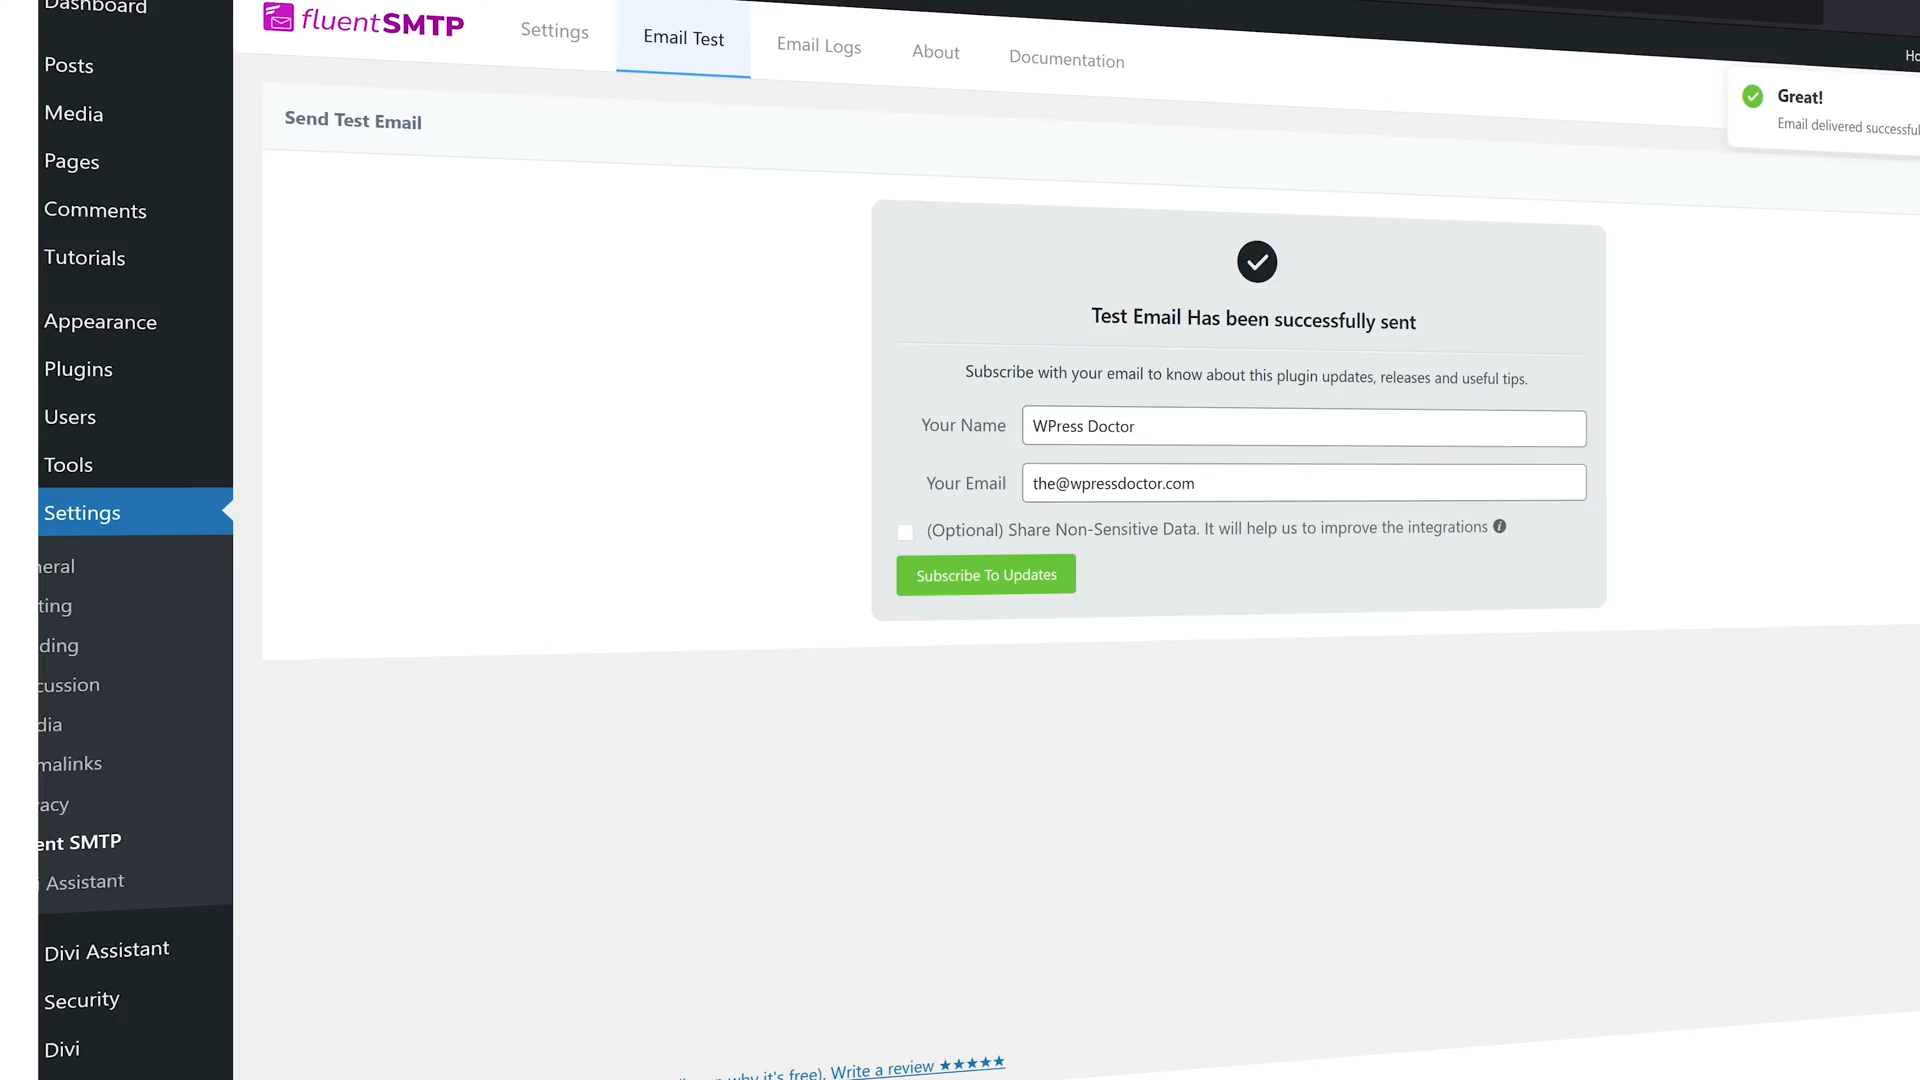 Dashboard
Posts
Media
Pages
Comments
Tutorials
Appearance
Plugins
Users
Tools
Settings
eral
ting
ding
cussion
dia
malinks
acy
ent SMTP
Assistant
Divi Assistant
Security
Divi
fluentSMTP
Settings
Email Test
Email Logs
About
Documentation
Ho
Great!
Email delivered successful
Send Test Email
Test Email Has been successfully sent
Subscribe with your email to know about this plugin updates, releases and useful tips.
Your Name WPress Doctor
Your Email the@wpressdoctor.com
(Optional) Share Non-Sensitive Data. It will help us to improve the integrations
Subscribe To Updates
why it's free). Write a review ★★★★★